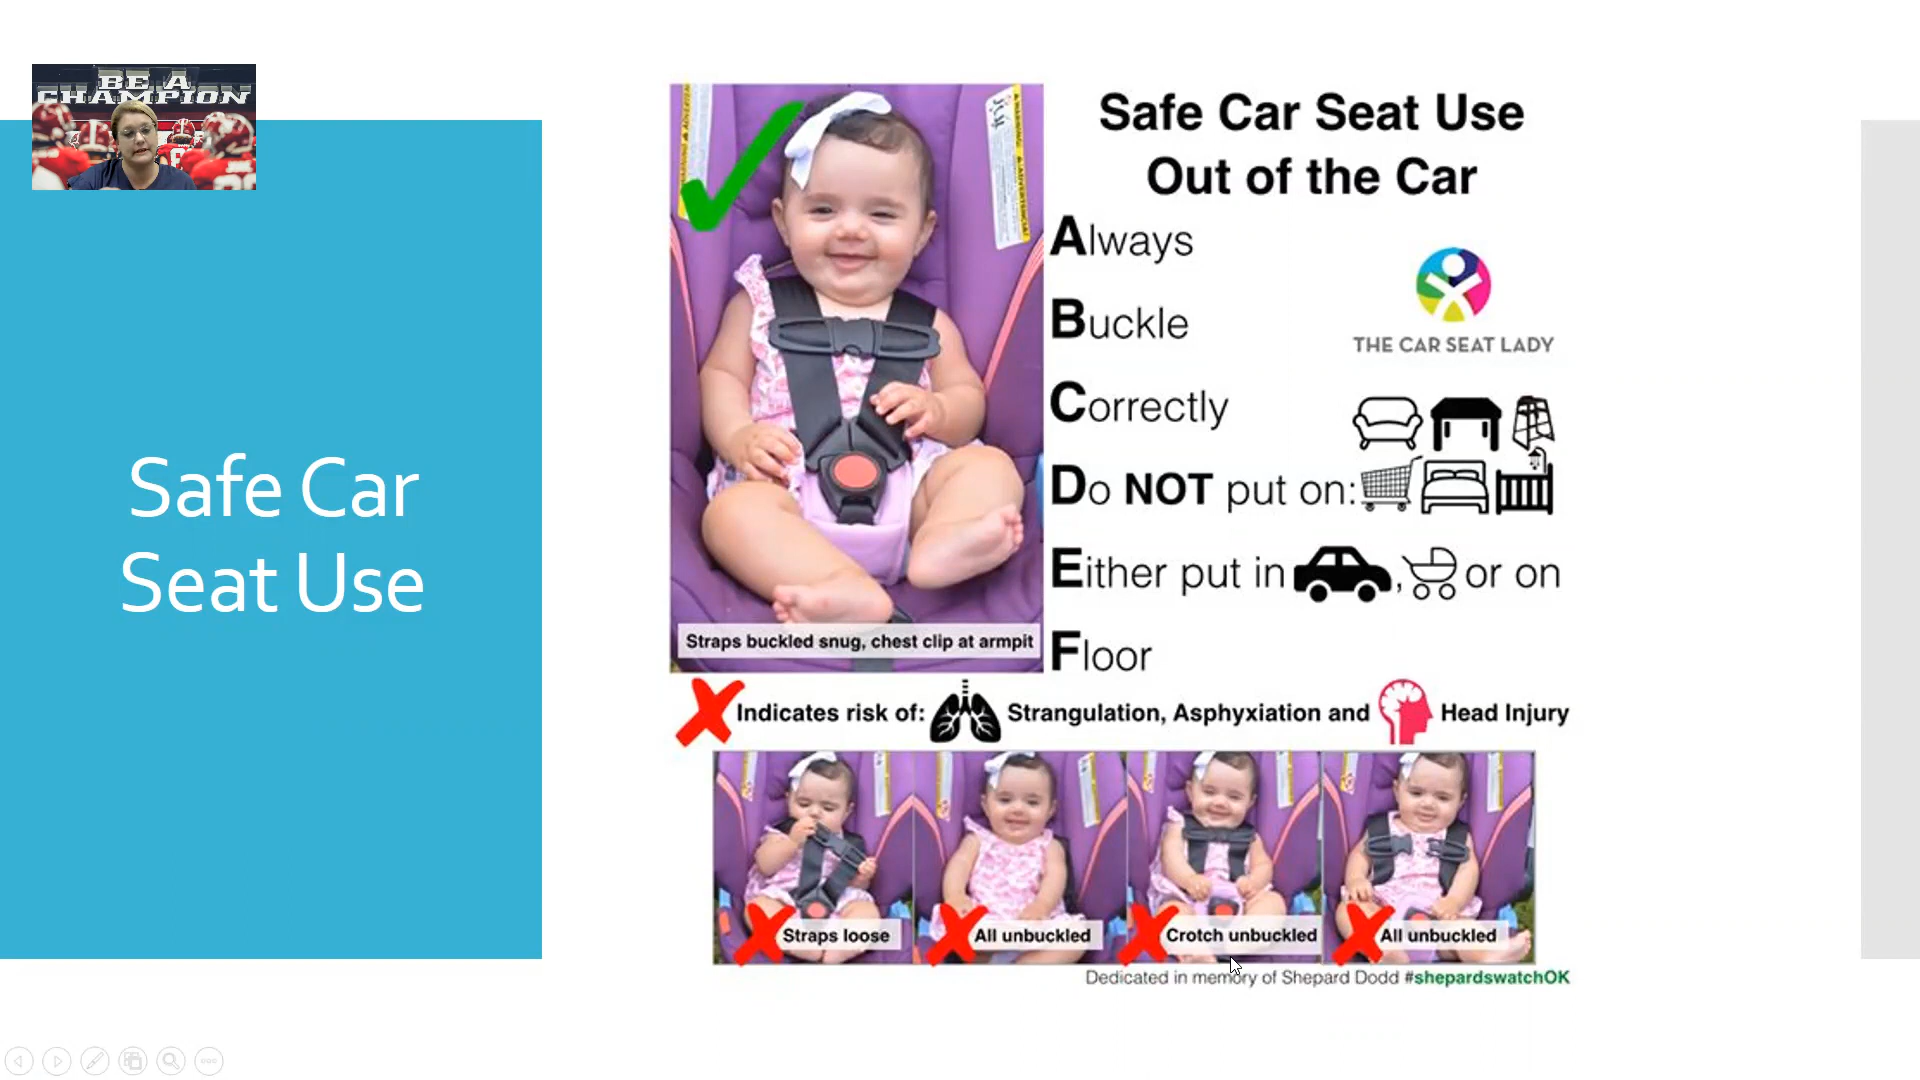 BE A
CHAMPION
Safe Car
Seat Use
Safe Car Seat Use
Out of the Car
Always
Buckle
Correctly
Do NOT put on:
Either put in , or on
Floor
THE CAR SEAT LADY
Straps buckled snug, chest clip at armpit
Indicates risk of: Strangulation, Asphyxiation and Head Injury
Straps loose
All unbuckled
Crotch unbuckled
All unbuckled
Dedicated in memory of Shepard Dodd #shepardswatchOK